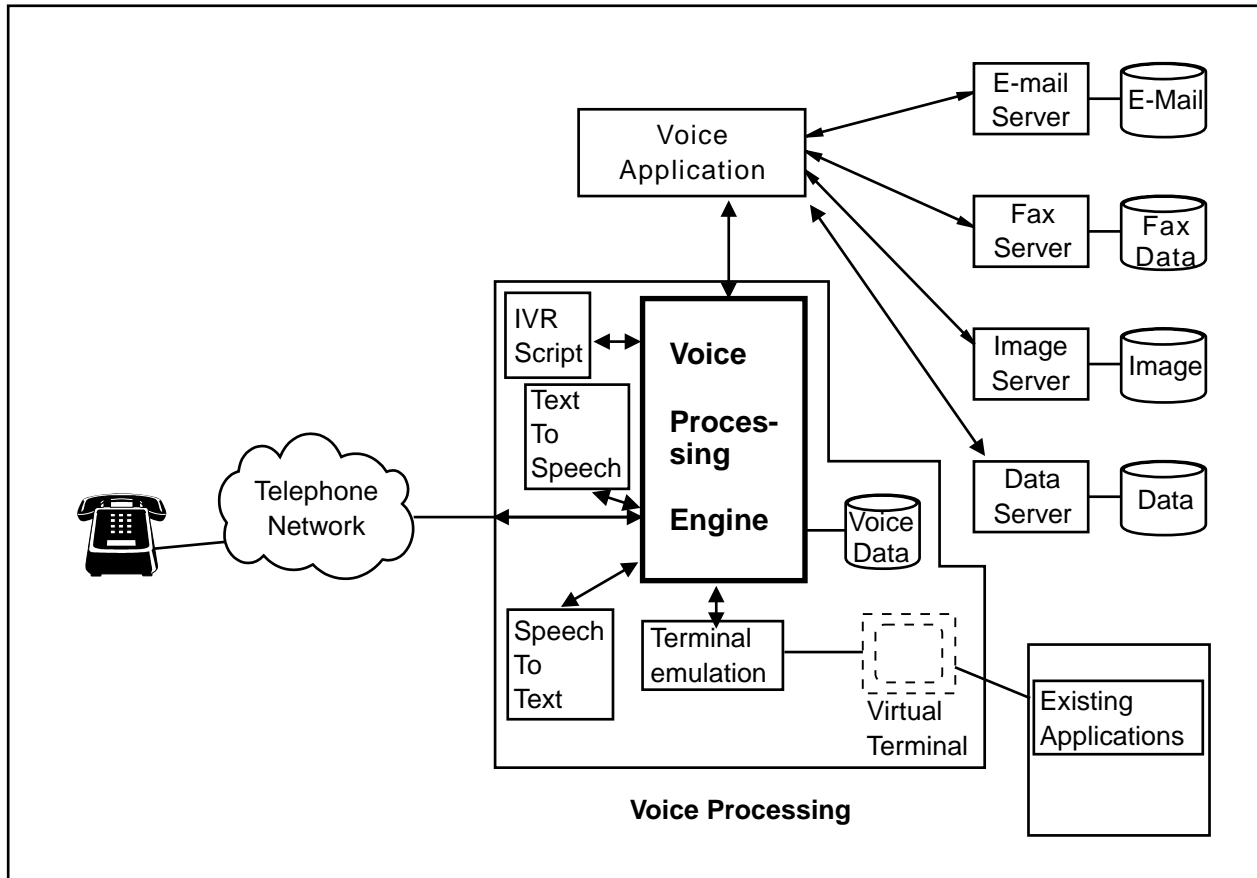 E-mail
Server
E-Mail
Voice
Application
Fax
Server
Fax
Data
IVR
Script
Voice
Proces-
sing
Engine
Image
Server
Image
Text
To
Speech
Telephone
Network
Data
Server
Data
Voice
Data
Speech
To
Text
Terminal
emulation
Virtual
Terminal
Existing
Applications
Voice Processing